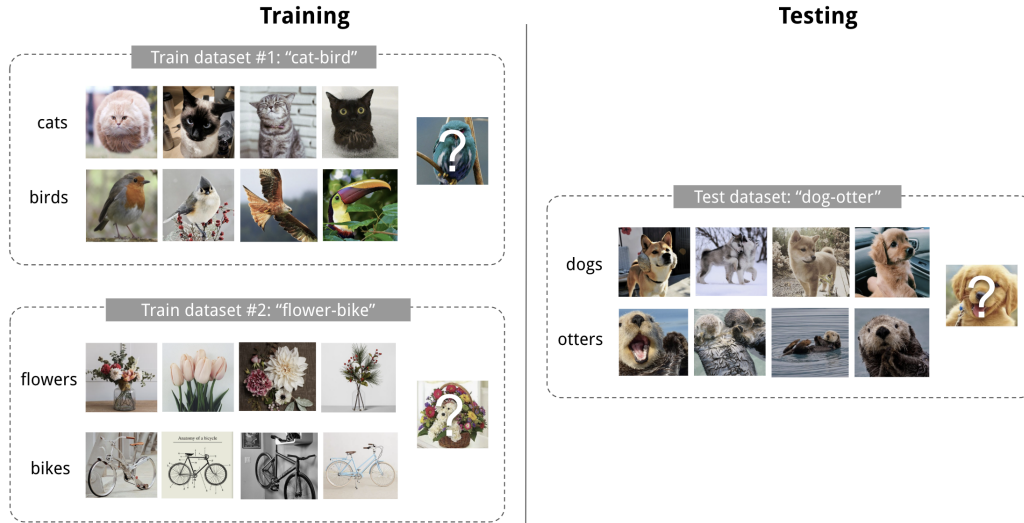 Training
Testing
Train dataset #1: “cat-bird”
cats
?
birds
Train dataset #2: “flower-bike”
flowers
?
Anatomy of a bicycle
bikes
Test dataset: “dog-otter”
dogs
?
otters